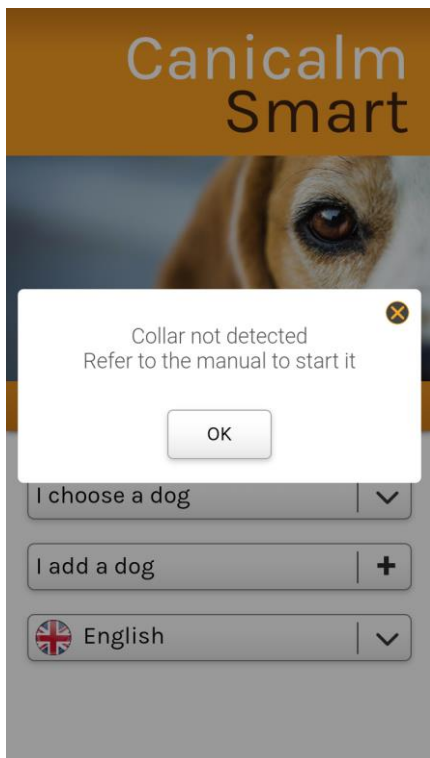 Canicalm
Smart
Collar not detected
Refer to the manual to start it
OK
I choose a dog
I add a dog
English